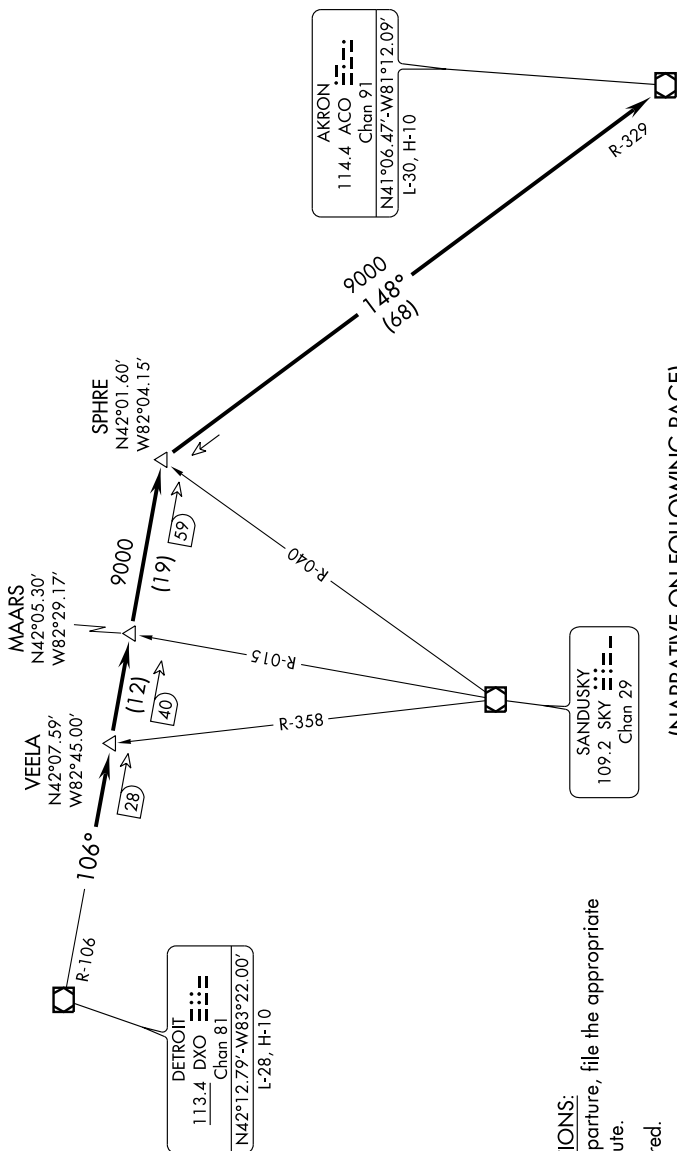 AKRON
114.4 ACO
Chan 91
N41°06.47'-W81°12.09'
L-30, H-10
R-329
9000
148°
(68)
SPHRE
N42°01.60'
W82°04.15'
9000
(19)
59
MAARS
N42°05.30'
W82°29.17'
(12)
40
VEELA
N42°07.59'
W82°45.00'
28
106°
R-106
R-040
R-015
R-358
SANDUSKY
109.2 SKY
Chan 29
DETROIT
113.4 DXO
Chan 81
N42°12.79'-W83°22.00'
L-28, H-10
(NARRATIVE ON FOLLOWING PAGE)
IONS:
parture, file the appropriate
ute.
red.